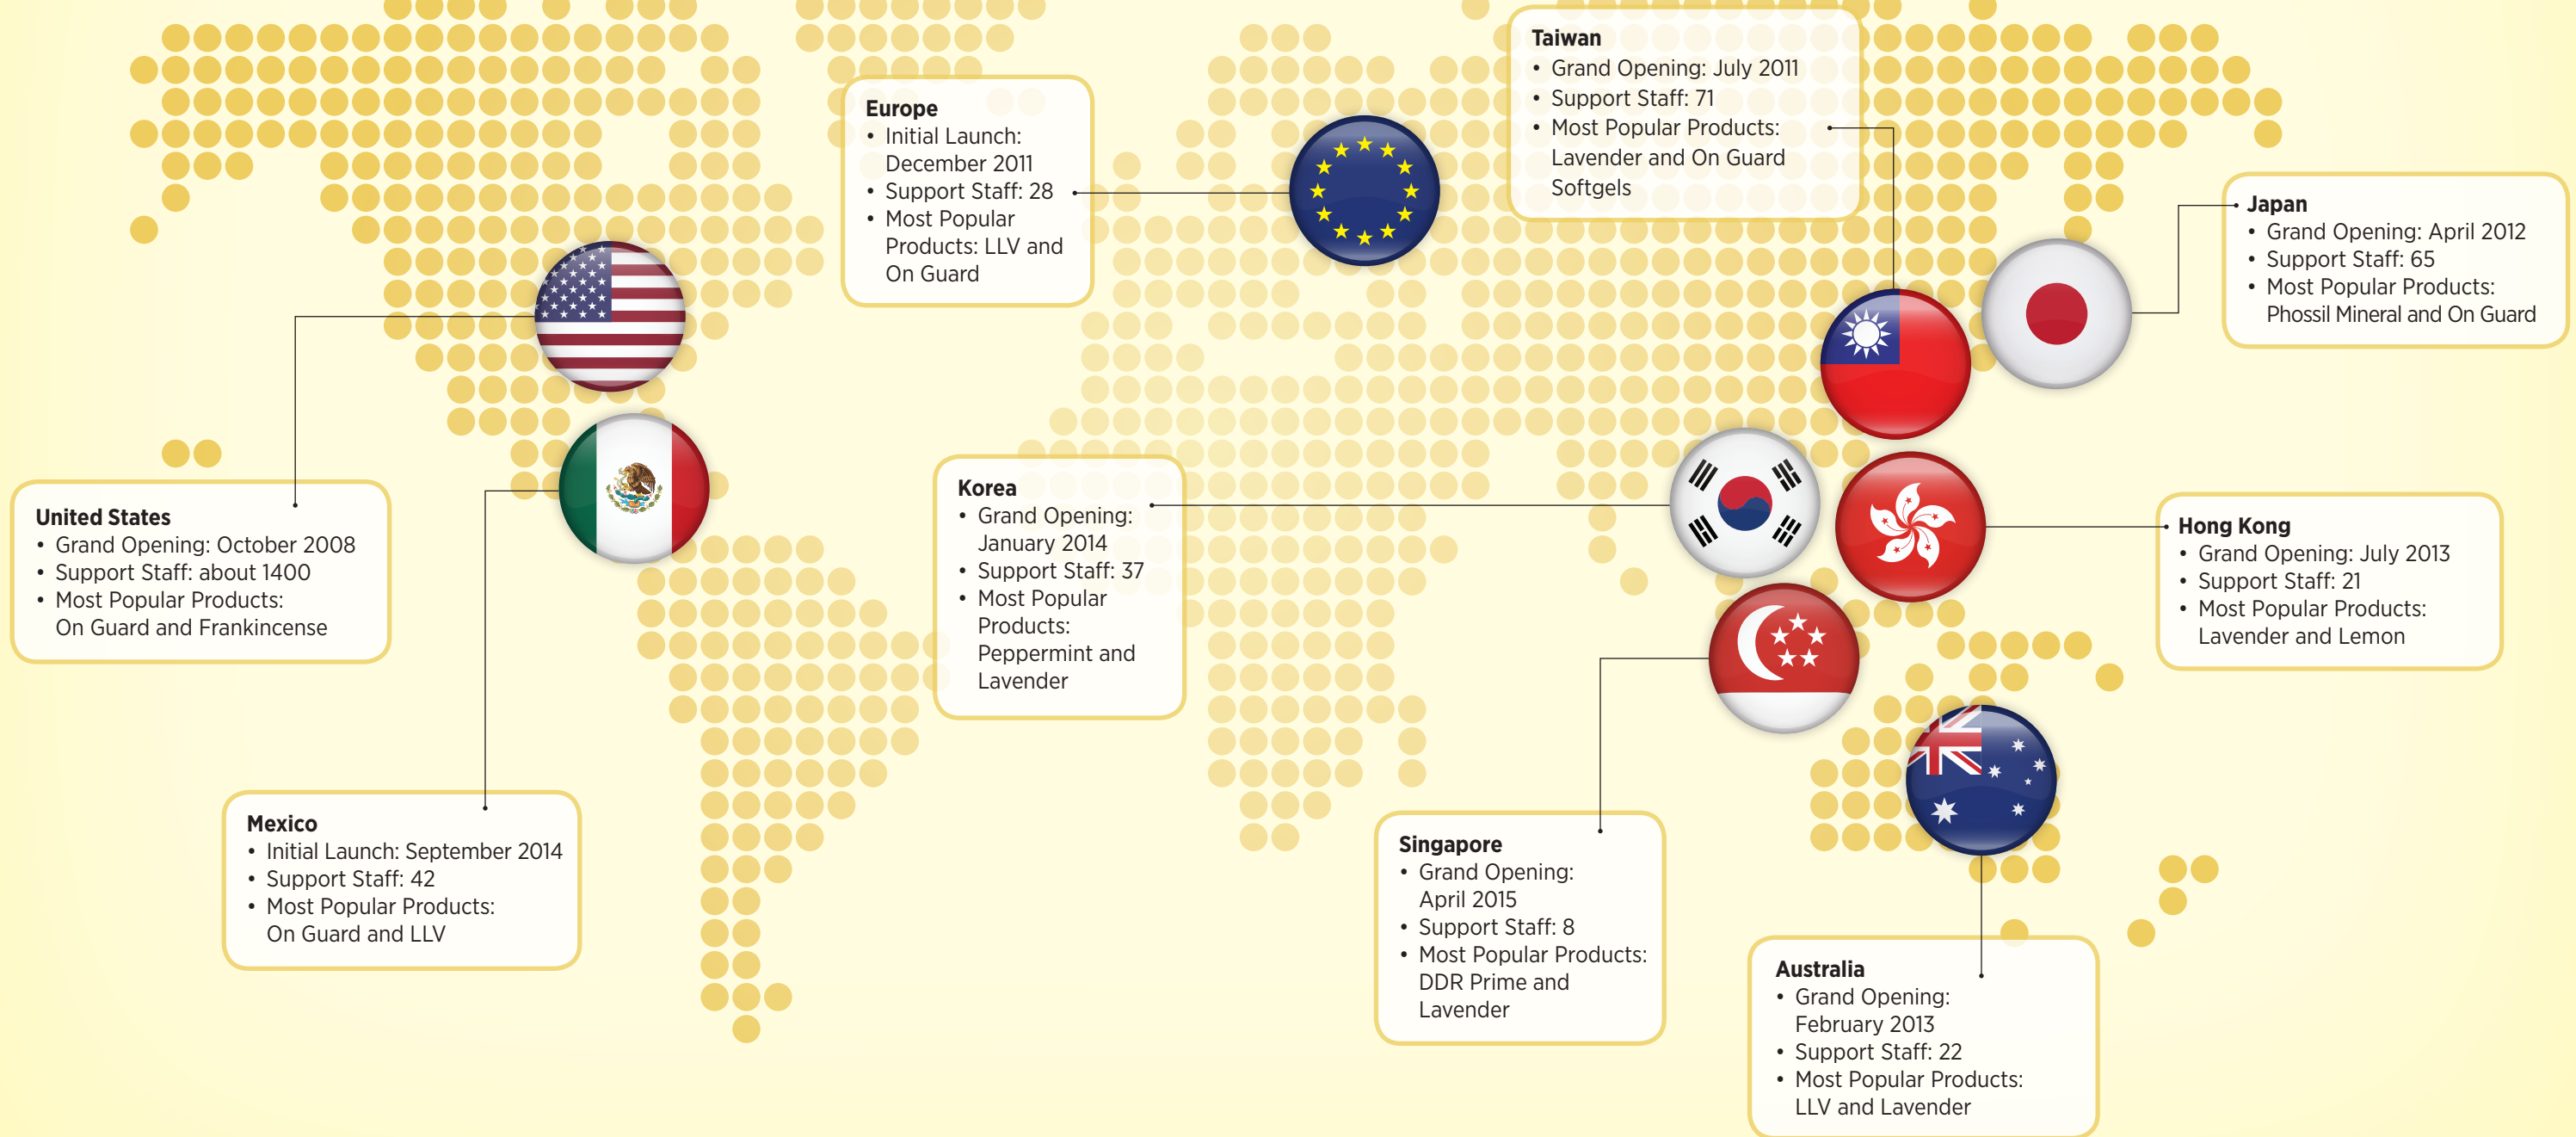 Taiwan
• Grand Opening: July 2011
• Support Staff: 71
• Most Popular Products:
Lavender and On Guard
Softgels
Europe
• Initial Launch:
December 2011
• Support Staff: 28
• Most Popular
Products: LLV and
On Guard
Japan
• Grand Opening: April 2012
• Support Staff: 65
• Most Popular Products:
Phossil Mineral and On Guard
United States
• Grand Opening: October 2008
• Support Staff: about 1400
• Most Popular Products:
On Guard and Frankincense
Korea
• Grand Opening:
January 2014
• Support Staff: 37
• Most Popular
Products:
Peppermint and
Lavender
Hong Kong
• Grand Opening: July 2013
• Support Staff: 21
• Most Popular Products:
Lavender and Lemon
Mexico
• Initial Launch: September 2014
• Support Staff: 42
• Most Popular Products:
On Guard and LLV
Singapore
• Grand Opening:
April 2015
• Support Staff: 8
• Most Popular Products:
DDR Prime and
Lavender
Australia
• Grand Opening:
February 2013
• Support Staff: 22
• Most Popular Products:
LLV and Lavender